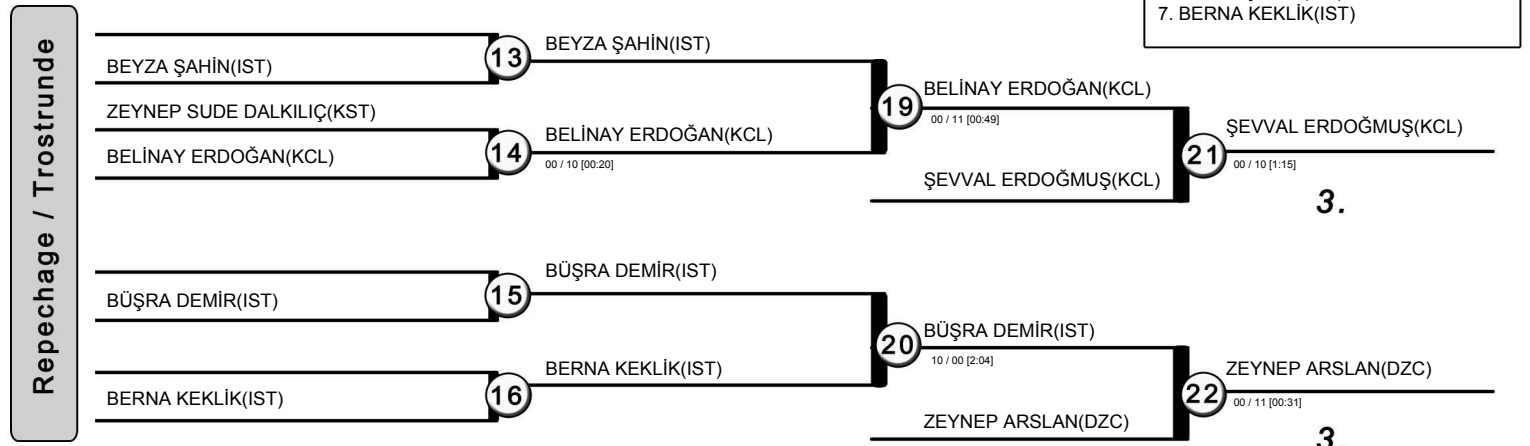 7. BERNA KEKLİK(IST)
Repechage / Trostrunde
BEYZA ŞAHİN(IST)
13
BEYZA ŞAHİN(IST)
ZEYNEP SUDE DALKILIÇ(KST)
BELİNAY ERDOĞAN(KCL)
14
BELİNAY ERDOĞAN(KCL)
00 / 10 [00:20]
19
BELİNAY ERDOĞAN(KCL)
00 / 11 [00:49]
ŞEVVAL ERDOĞMUŞ(KCL)
21
ŞEVVAL ERDOĞMUŞ(KCL)
00 / 10 [1:15]
3.
BÜŞRA DEMİR(IST)
15
BÜŞRA DEMİR(IST)
BERNA KEKLİK(IST)
16
BERNA KEKLİK(IST)
20
BÜŞRA DEMİR(IST)
10 / 00 [2:04]
ZEYNEP ARSLAN(DZC)
22
ZEYNEP ARSLAN(DZC)
00 / 11 [00:31]
3